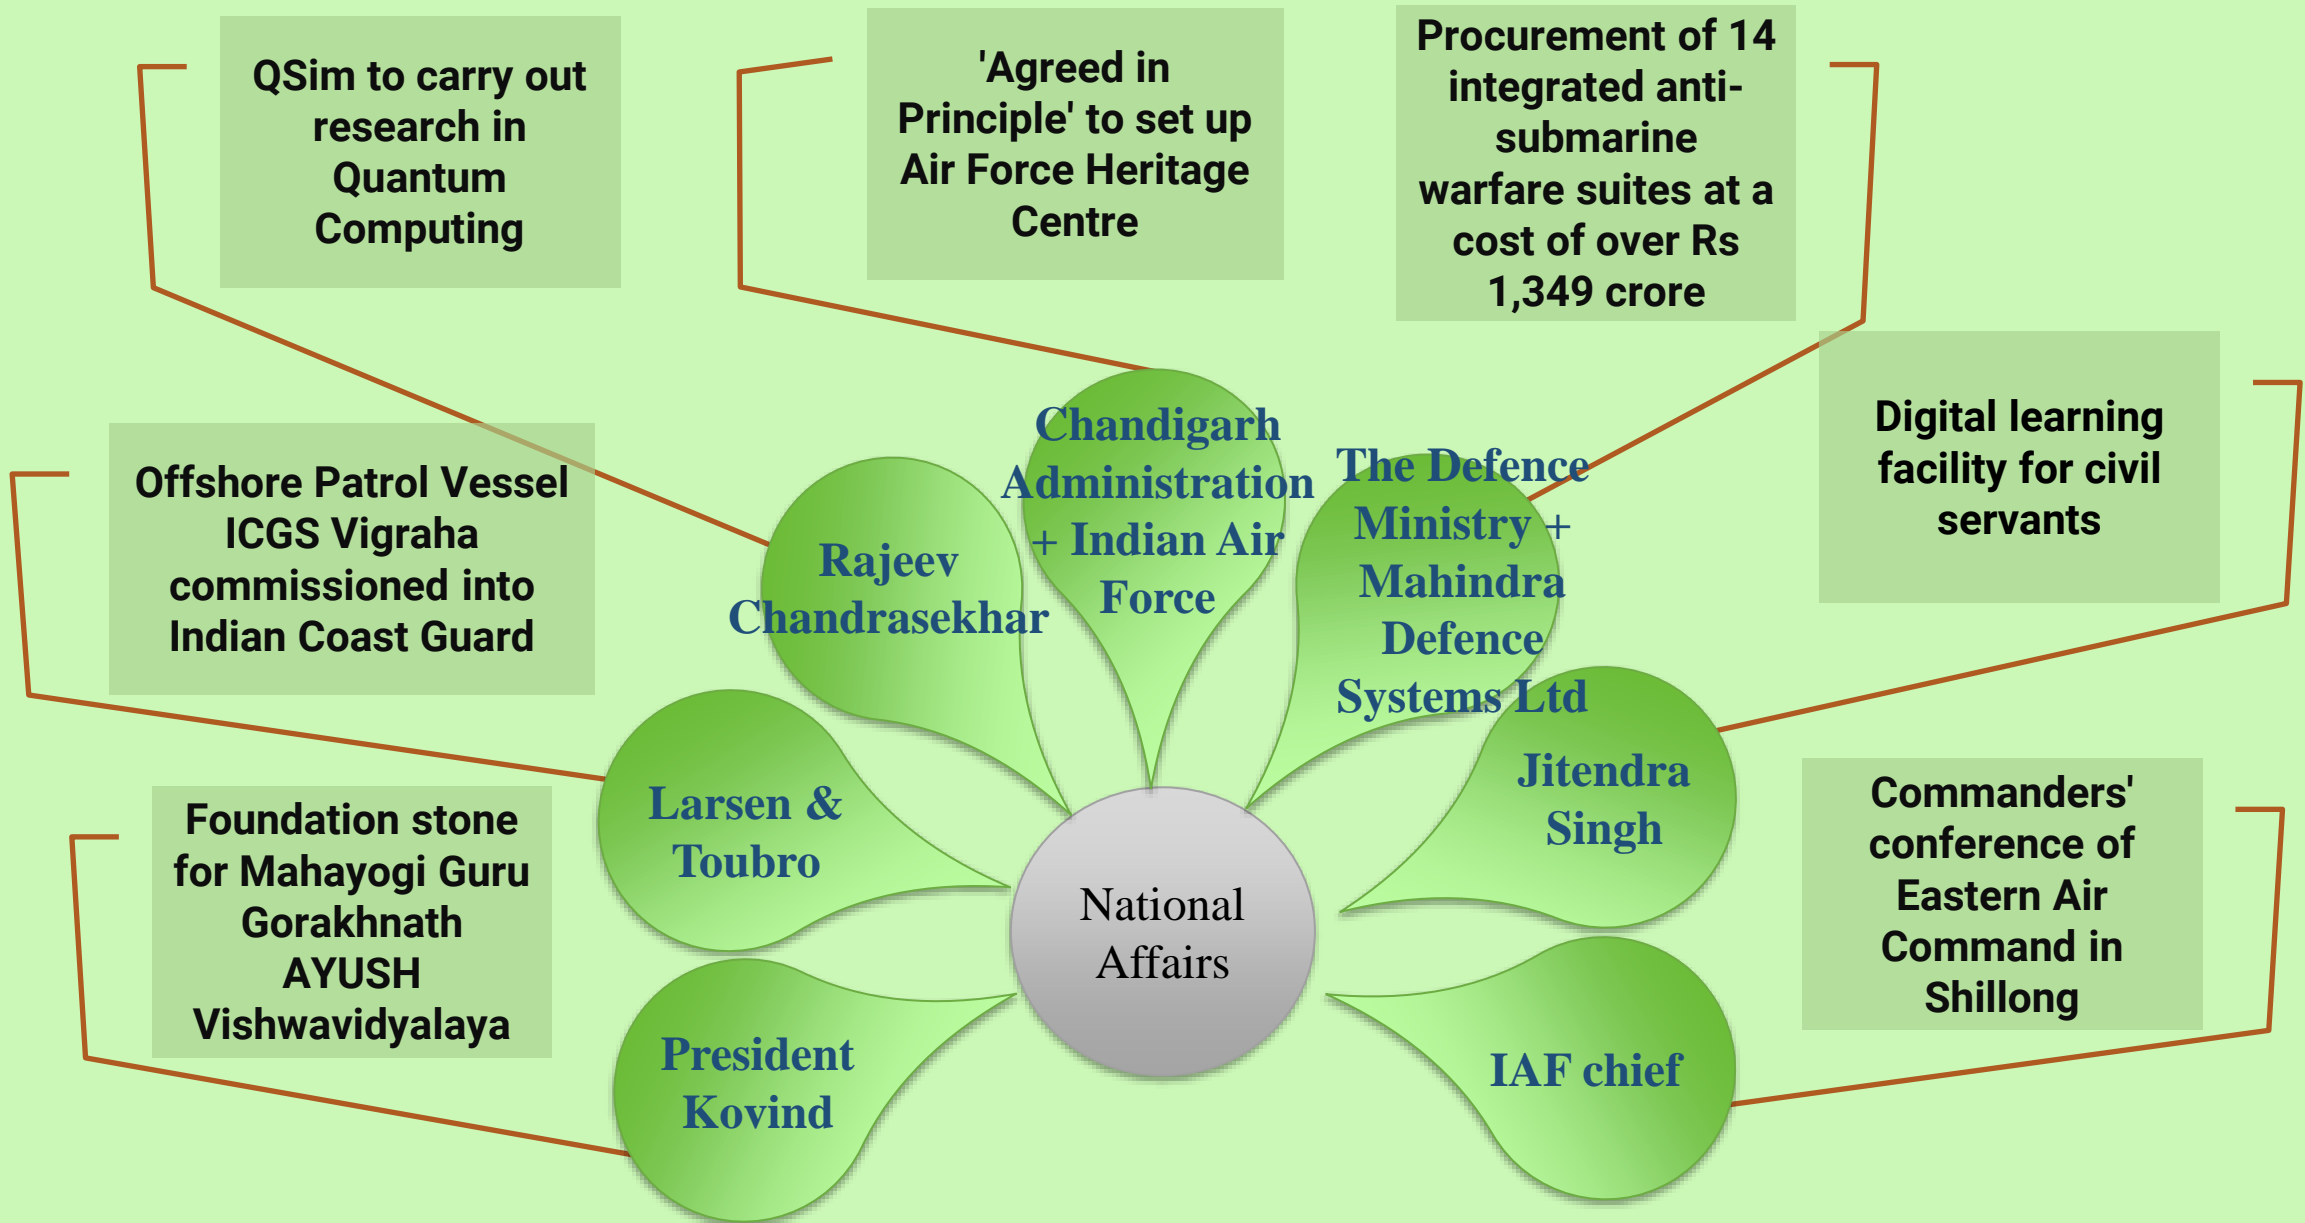 QSim to carry out
research in
Quantum
Computing
'Agreed in
Principle' to set up
Air Force Heritage
Centre
Procurement of 14
integrated anti-
submarine
warfare suites at a
cost of over Rs
1,349 crore
Digital learning
facility for civil
servants
Offshore Patrol Vessel
ICGS Vigraha
commissioned into
Indian Coast Guard
Chandigarh
Administration
+ Indian Air
Force
The Defence
Ministry +
Mahindra
Defence
Systems Ltd
Rajeev
Chandrasekhar
Jitendra
Singh
Larsen &
Toubro
Foundation stone
for Mahayogi Guru
Gorakhnath
AYUSH
Vishwavidyalaya
National
Affairs
Commanders'
conference of
Eastern Air
Command in
Shillong
President
Kovind
IAF chief